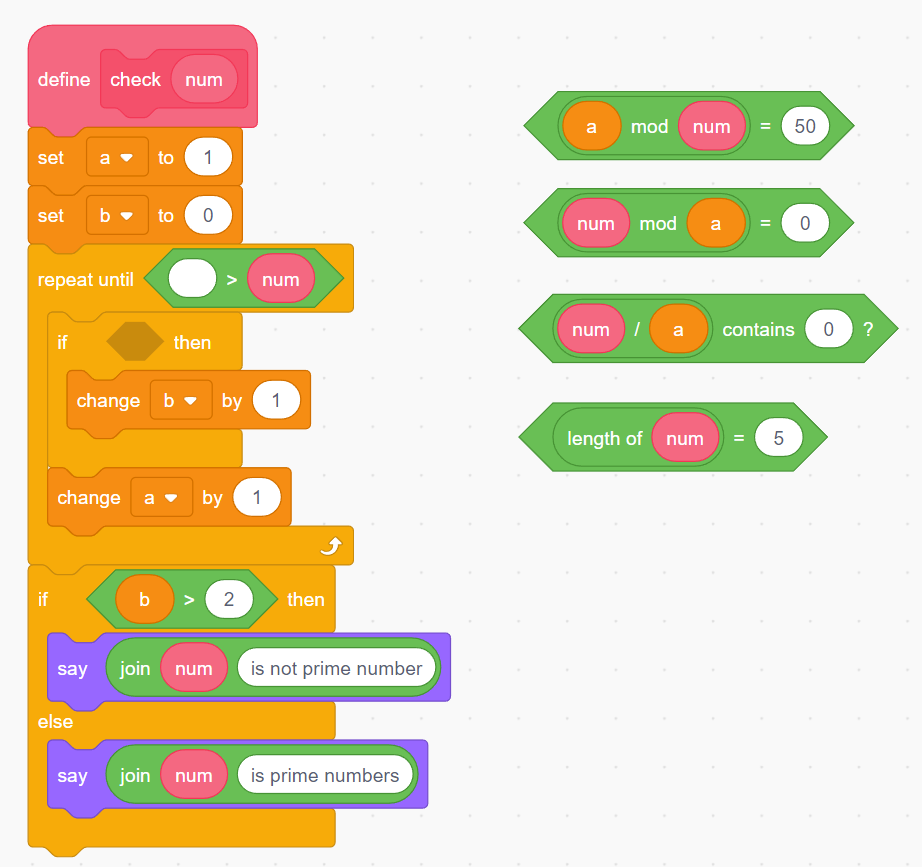 define check num
set a to 1
set b to 0
repeat until > num
if then
change b by 1
change a by 1
if b > 2 then
say join num is not prime number
else
say join num is prime numbers
a mod num = 50
num mod a = 0
num / a contains 0 ?
length of num = 5